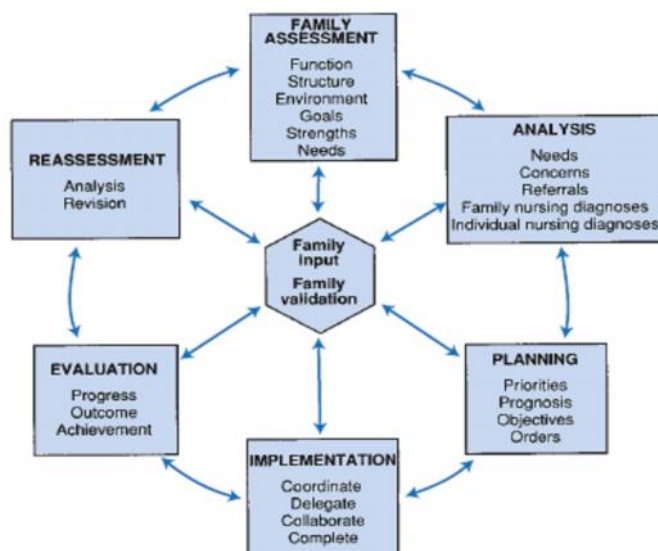 FAMILY
ASSESSMENT
Function
Structure
Environment
Goals
Strengths
Needs
ANALYSIS
Needs
Concerns
Referrals
Family nursing diagnoses
Individual nursing diagnoses
REASSESSMENT
Analysis
Revision
Family
input
Family
validation
EVALUATION
Progress
Outcome
Achievement
PLANNING
Priorities
Prognosis
Objectives
Orders
IMPLEMENTATION
Coordinate
Delegate
Collaborate
Complete